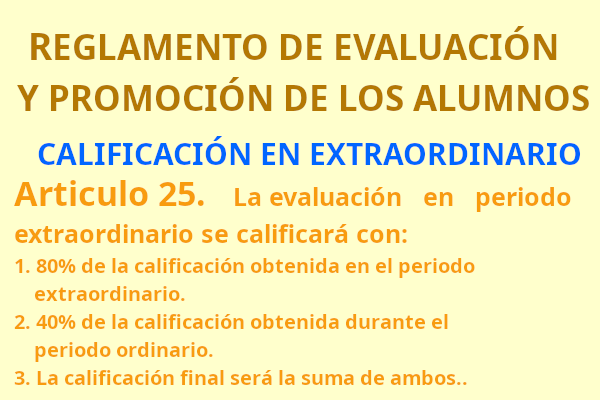 REGLAMENTO DE EVALUACIÓN
Y PROMOCIÓN DE LOS ALUMNOS
CALIFICACIÓN EN EXTRAORDINARIO
Articulo 25. La evaluación en periodo
extraordinario se calificará con:
1. 80% de la calificación obtenida en el periodo
extraordinario.
2. 40% de la calificación obtenida durante el
periodo ordinario.
3. La calificación final será la suma de ambos..